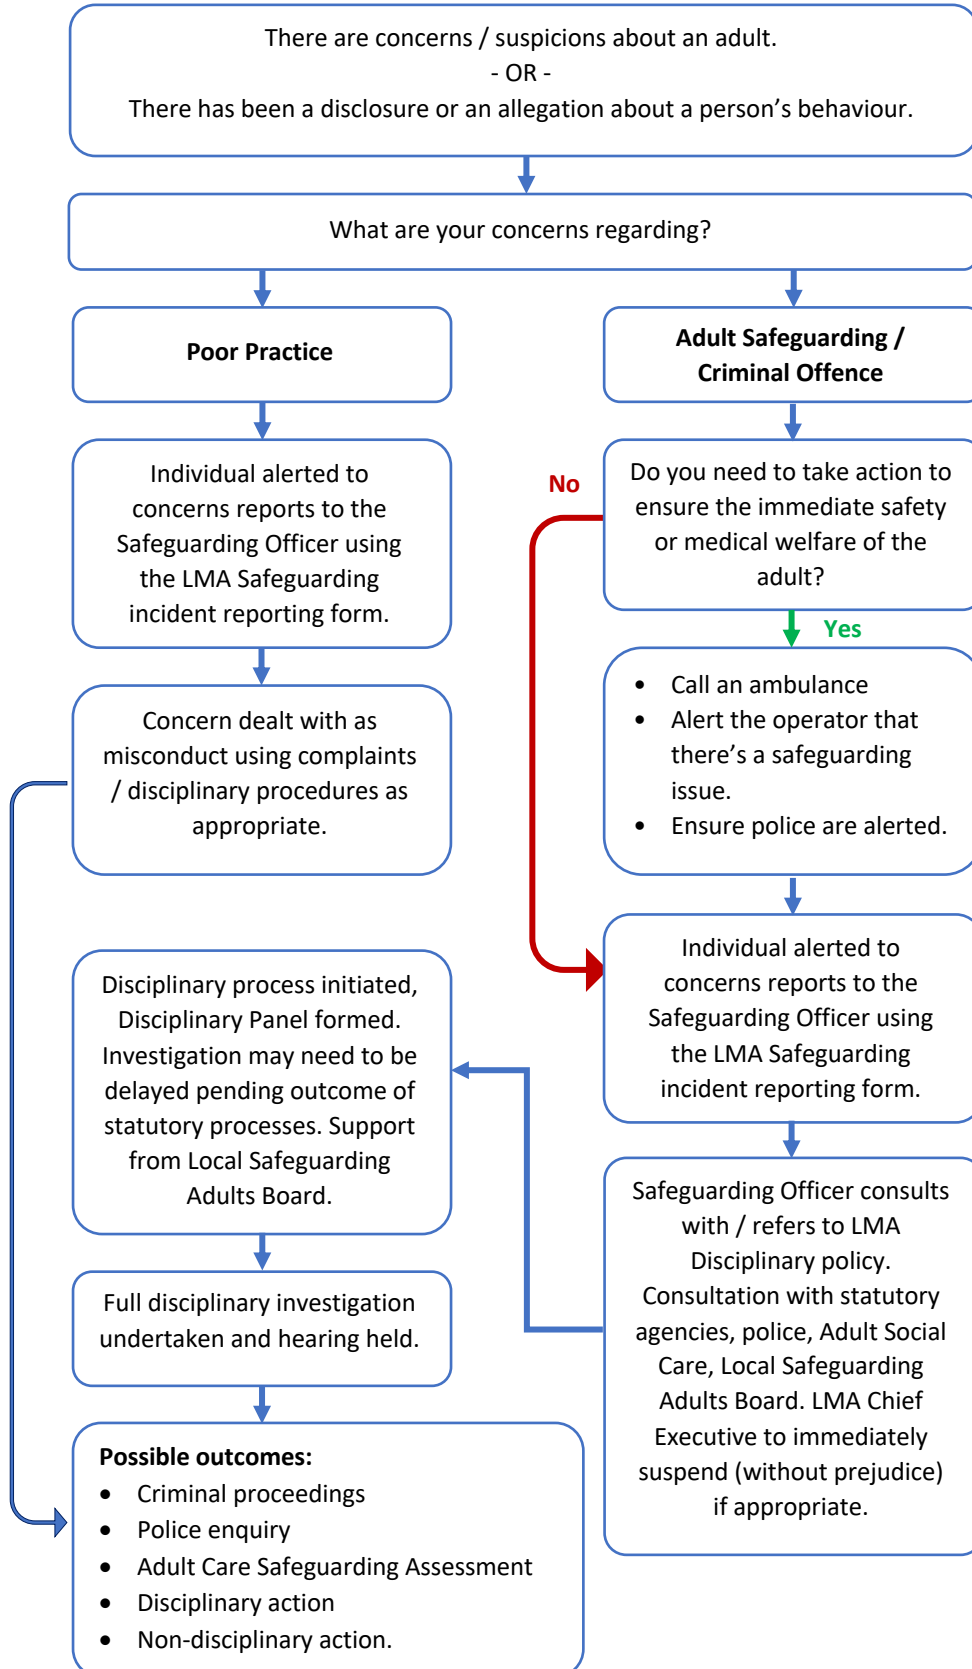 There are concerns / suspicions about an adult.
- OR -
There has been a disclosure or an allegation about a person’s behaviour.
What are your concerns regarding?
Poor Practice
Individual alerted to
concerns reports to the
Safeguarding Officer using
the LMA Safeguarding
incident reporting form.
Concern dealt with as
misconduct using complaints
/ disciplinary procedures as
appropriate.
Adult Safeguarding /
Criminal Offence
Do you need to take action to
ensure the immediate safety
or medical welfare of the
adult?
No
Yes
• Call an ambulance
• Alert the operator that
there’s a safeguarding
issue.
• Ensure police are alerted.
Individual alerted to
concerns reports to the
Safeguarding Officer using
the LMA Safeguarding
incident reporting form.
Safeguarding Officer consults
with / refers to LMA
Disciplinary policy.
Consultation with statutory
agencies, police, Adult Social
Care, Local Safeguarding
Adults Board. LMA Chief
Executive to immediately
suspend (without prejudice)
if appropriate.
Disciplinary process initiated,
Disciplinary Panel formed.
Investigation may need to be
delayed pending outcome of
statutory processes. Support
from Local Safeguarding
Adults Board.
Full disciplinary investigation
undertaken and hearing held.
Possible outcomes:
• Criminal proceedings
• Police enquiry
• Adult Care Safeguarding Assessment
• Disciplinary action
• Non-disciplinary action.